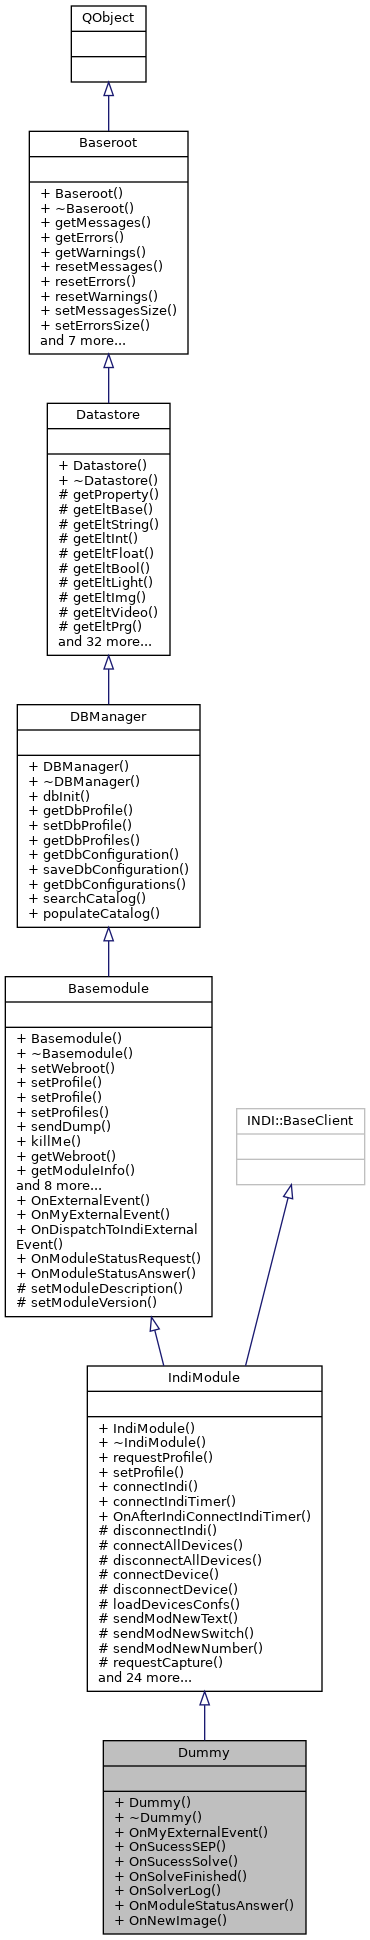 QObject
Baseroot
+ Baseroot()
+ ~Baseroot()
+ getMessages()
+ getErrors()
+ getWarnings()
+ resetMessages()
+ resetErrors()
+ resetWarnings()
+ setMessagesSize()
+ setErrorsSize()
and 7 more...
Datastore
+ Datastore()
+ ~Datastore()
# getProperty()
# getEltBase()
# getEltString()
# getEltInt()
# getEltFloat()
# getEltBool()
# getEltLight()
# getEltImg()
# getEltVideo()
# getEltPrg()
and 32 more...
DBManager
+ DBManager()
+ ~DBManager()
+ dbInit()
+ getDbProfile()
+ setDbProfile()
+ getDbProfiles()
+ getDbConfiguration()
+ saveDbConfiguration()
+ getDbConfigurations()
+ searchCatalog()
+ populateCatalog()
Basemodule
+ Basemodule()
+ ~Basemodule()
+ setWebroot()
+ setProfile()
+ setProfile()
+ setProfiles()
+ sendDump()
+ killMe()
+ getWebroot()
+ getModuleInfo()
and 8 more...
+ OnExternalEvent()
+ OnMyExternalEvent()
+ OnDispatchToIndiExternal
Event()
+ OnModuleStatusRequest()
+ OnModuleStatusAnswer()
# setModuleDescription()
# setModuleVersion()
INDI::BaseClient
IndiModule
+ IndiModule()
+ ~IndiModule()
+ requestProfile()
+ setProfile()
+ connectIndi()
+ connectIndiTimer()
+ OnAfterIndiConnectIndiTimer()
# disconnectIndi()
# connectAllDevices()
# disconnectAllDevices()
# connectDevice()
# disconnectDevice()
# loadDevicesConfs()
# sendModNewText()
# sendModNewSwitch()
# sendModNewNumber()
# requestCapture()
and 24 more...
Dummy
+ Dummy()
+ ~Dummy()
+ OnMyExternalEvent()
+ OnSucessSEP()
+ OnSucessSolve()
+ OnSolveFinished()
+ OnSolverLog()
+ OnModuleStatusAnswer()
+ OnNewImage()